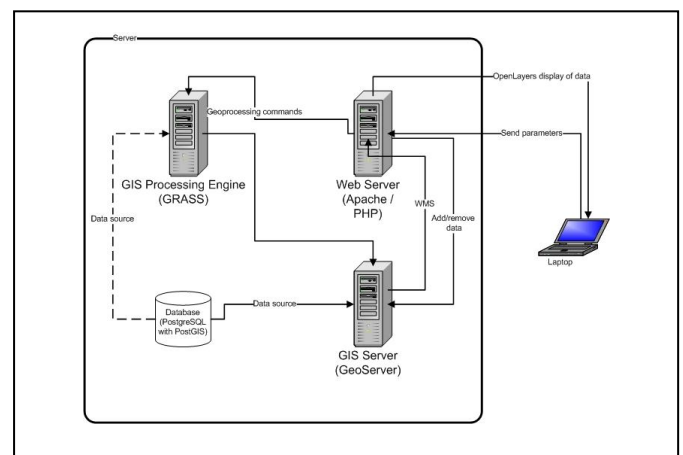 Server
OpenLayers display of data
Geoprocessing commands
Send parameters
GIS Processing Engine
(GRASS)
Web Server
(Apache /
PHP)
WMS
Add/remove
data
Data source
Laptop
Database
(PostgreSQL
with PostGIS)
Data source
GIS Server
(GeoServer)